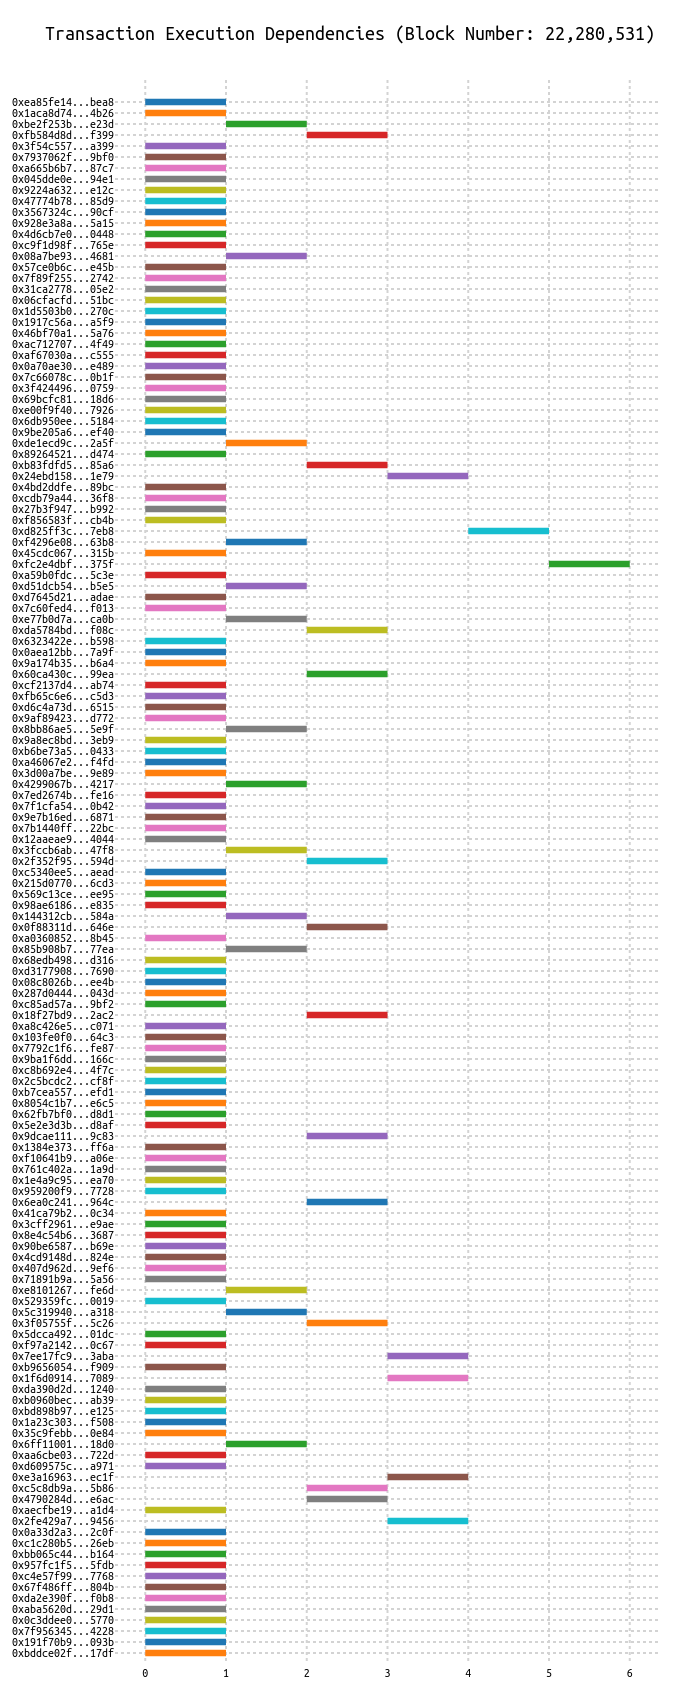 Transaction Execution Dependencies (Block Number: 22,280,531)
0xea85fe14...bea8
0x1aca8d74...4b26
0xbe2f253b...e23d
0xfb584d8d...f399
0x3f54c557...a399
0x7937062f...9bf0
0xa665b6b7...87c7
0x045dde0e...94e1
0x9224a632...e12c
0x47774b78...85d9
0x3567324c...90cf
0x928e3a8a...5a15
0x4d6cb7e0...0448
0xc9f1d98f...765e
0x08a7be93...4681
0x57ce0b6c...e45b
0x7f89f255...2742
0x31ca2778...05e2
0x06cfacfd...51bc
0x1d5503b0...270c
0x1917c56a...a5f9
0x46bf70a1...5a76
0xac712707...4f49
0xaf67030a...c555
0x0a70ae30...e489
0x7c66078c...0b1f
0x3f424496...0759
0x69bcfc81...18d6
0xe00f9f40...7926
0x6db950ee...5184
0x9be205a6...ef40
0xde1ecd9c...2a5f
0x89264521...d474
0xb83fdfd5...85a6
0x24ebd158...1e79
0x4bd2ddfe...89bc
0xcdb79a44...36f8
0x27b3f947...b992
0xf856583f...cb4b
0xd825ff3c...7eb8
0xf4296e08...63b8
0x45cdc067...315b
0xfc2e4dbf...375f
0xa59b0fdc...5c3e
0xd51dcb54...b5e5
0xd7645d21...adae
0x7c60fed4...f013
0xe77b0d7a...ca0b
0xda5784bd...f08c
0x6323422e...b598
0x0aea12bb...7a9f
0x9a174b35...b6a4
0x60ca430c...99ea
0xcf2137d4...ab74
0xfb65c6e6...c5d3
0xd6c4a73d...6515
0x9af89423...d772
0x8bb86ae5...5e9f
0x9a8ec8bd...3eb9
0xb6be73a5...0433
0xa46067e2...f4fd
0x3d00a7be...9e89
0x4299067b...4217
0x7ed2674b...fe16
0x7f1cfa54...0b42
0x9e7b16ed...6871
0x7b1440ff...22bc
0x12aaeae9...4044
0x3fccb6ab...47f8
0x2f352f95...594d
0xc5340ee5...aead
0x215d0770...6cd3
0x569c13ce...ee95
0x98ae6186...e835
0x144312cb...584a
0x0f88311d...646e
0xa0360852...8b45
0x85b908b7...77ea
0x68edb498...d316
0xd3177908...7690
0x08c8026b...ee4b
0x287d0444...043d
0xc85ad57a...9bf2
0x18f27bd9...2ac2
0xa8c426e5...c071
0x103fe0f0...64c3
0x7792c1f6...fe87
0x9ba1f6dd...166c
0xc8b692e4...4f7c
0x2c5bcdc2...cf8f
0xb7cea557...efd1
0x8054c1b7...e6c5
0x62fb7bf0...d8d1
0x5e2e3d3b...d8af
0x9dcae111...9c83
0x1384e373...ff6a
0xf10641b9...a06e
0x761c402a...1a9d
0x1e4a9c95...ea70
0x959200f9...7728
0x6ea0c241...964c
0x41ca79b2...0c34
0x3cff2961...e9ae
0x8e4c54b6...3687
0x90be6587...b69e
0x4cd9148d...824e
0x407d962d...9ef6
0x71891b9a...5a56
0xe8101267...fe6d
0x529359fc...0019
0x5c319940...a318
0x3f05755f...5c26
0x5dcca492...01dc
0xf97a2142...0c67
0x7ee17fc9...3aba
0xb9656054...f909
0x1f6d0914...7089
0xda390d2d...1240
0xb0960bec...ab39
0xbd898b97...e125
0x1a23c303...f508
0x35c9febb...0e84
0x6ff11001...18d0
0xaa6cbe03...722d
0xd609575c...a971
0xe3a16963...ec1f
0xc5c8db9a...5b86
0x4790284d...e6ac
0xaecfbe19...a1d4
0x2fe429a7...9456
0x0a33d2a3...2c0f
0xc1c280b5...26eb
0xbb065c44...b164
0x957fc1f5...5fdb
0xc4e57f99...7768
0x67f486ff...804b
0xda2e390f...f0b8
0xaba5620d...29d1
0x0c3ddee0...5770
0x7f956345...4228
0x191f70b9...093b
0xbddce02f...17df
0 1 2 3 4 5 6